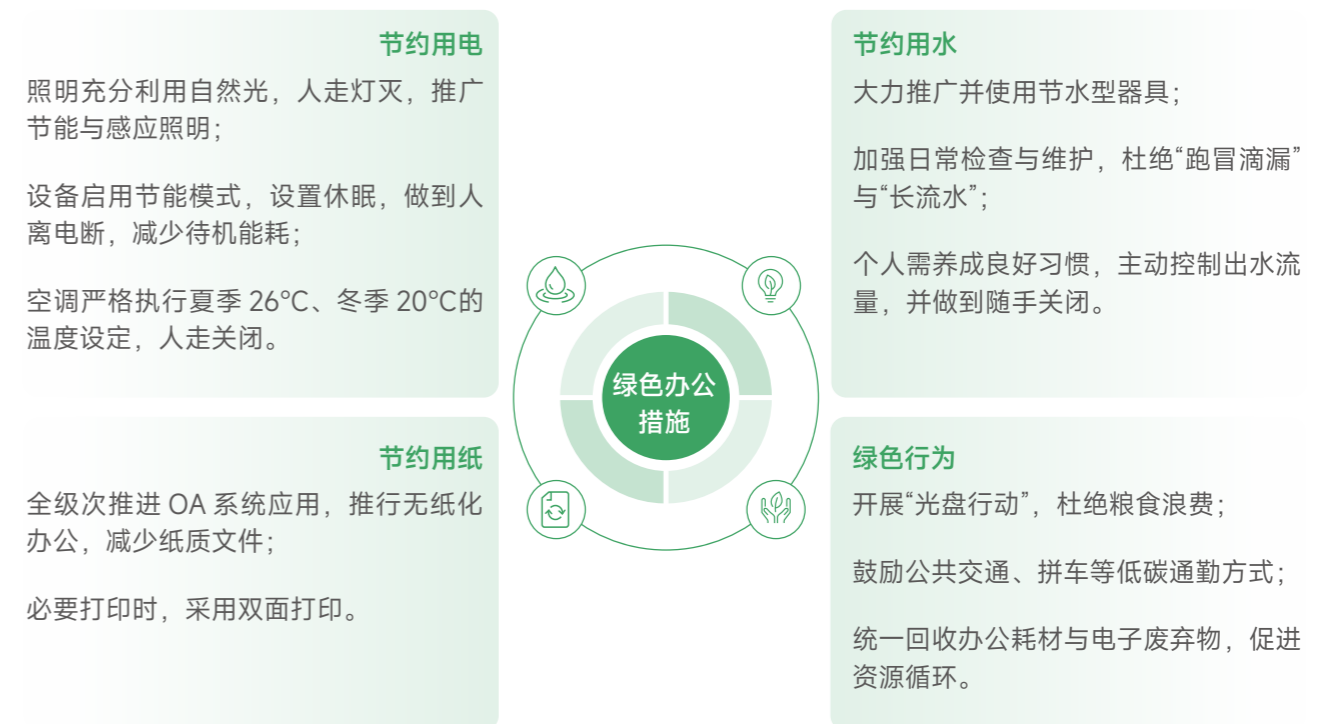 节约用电
照明充分利用自然光，人走灯灭，推广
节能与感应照明；
设备启用节能模式，设置休眠，做到人
离电断，减少待机能耗；
空调严格执行夏季 26℃、冬季 20℃的
温度设定，人走关闭。
节约用水
大力推广并使用节水型器具；
加强日常检查与维护，杜绝“跑冒滴漏”
与“长流水”；
个人需养成良好习惯，主动控制出水流
量，并做到随手关闭。
绿色办公
措施
节约用纸
全级次推进 OA 系统应用，推行无纸化
办公，减少纸质文件；
必要打印时，采用双面打印。
绿色行为
开展“光盘行动”，杜绝粮食浪费；
鼓励公共交通、拼车等低碳通勤方式；
统一回收办公耗材与电子废弃物，促进
资源循环。